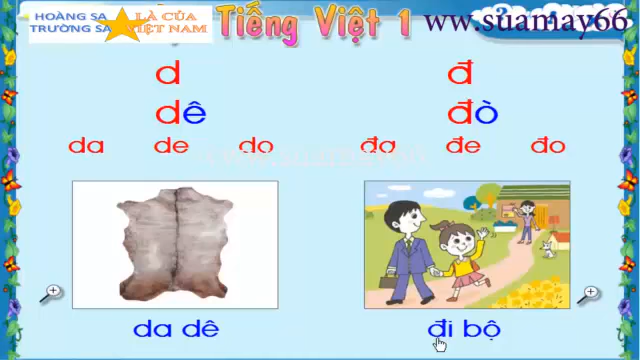 HOÀNG SA LÀ CỦA
TRƯỜNG SA VIỆT NAM
Tiếng Việt 1
ww.suamay66
d đ
dê đò
da de do đa đe đo
da dê đi bộ